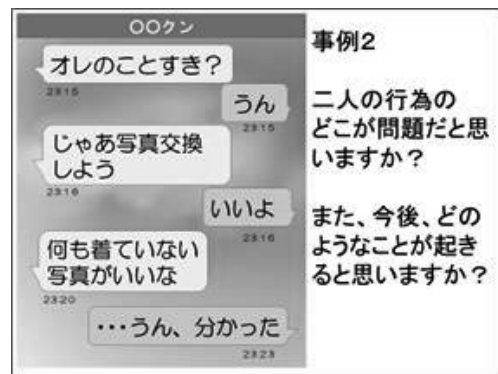 〇〇クン
オレのことすき？
23:15
うん
23:15
じゃあ写真交換
しよう
23:16
いいよ
23:16
何も着ていない
写真がいいな
23:20
・・・うん、分かった
23:23
事例２
二人の行為の
どこが問題だと思
いますか？
また、今後、どの
ようなことが起き
ると思いますか？